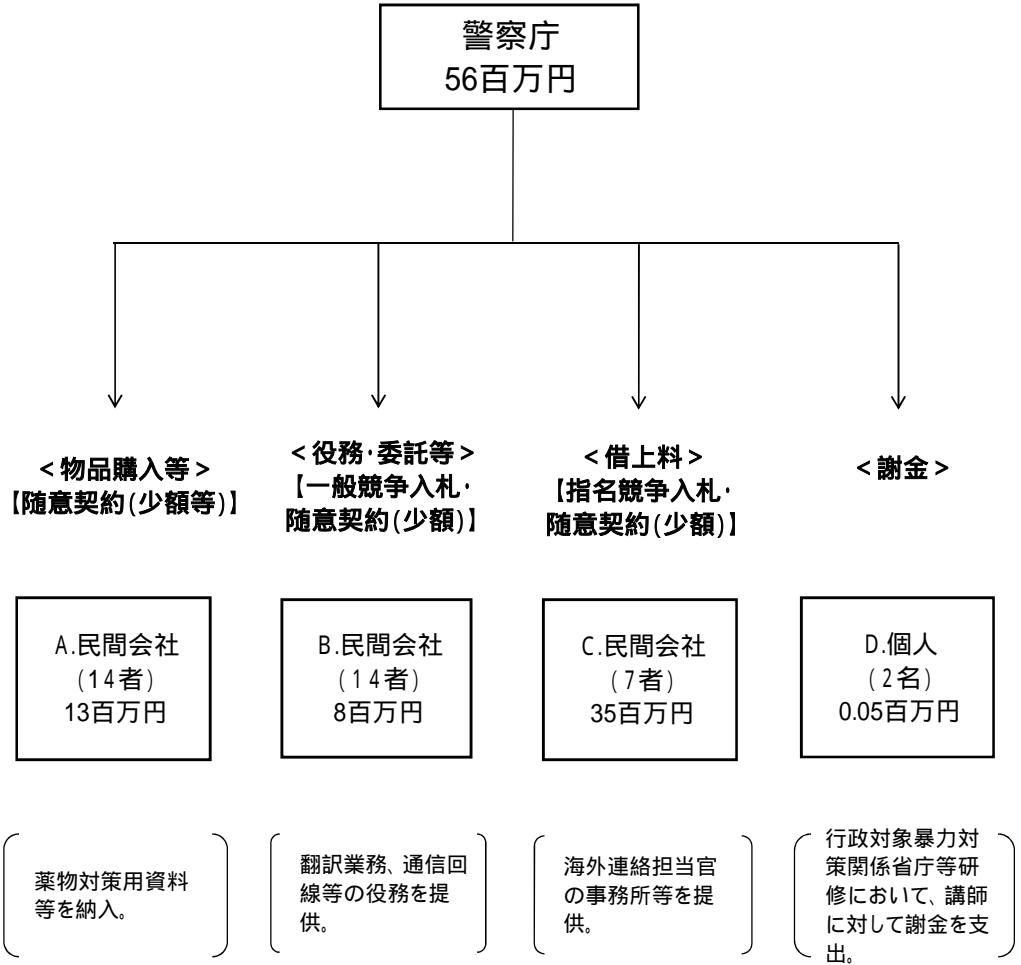 警察庁
56百万円
<物品購入等>
【随意契約(少額等)】
<役務・委託等>
【一般競争入札・
随意契約(少額)】
<借上料>
【指名競争入札・
随意契約(少額)】
<謝金>
A.民間会社
(14者)
13百万円
B.民間会社
(14者)
8百万円
C.民間会社
(7者)
35百万円
D.個人
(2名)
0.05百万円
薬物対策用資料
等を納入。
翻訳業務、通信回
線等の役務を提
供。
海外連絡担当官
の事務所等を提
供。
行政対象暴力対
策関係省庁等研
修において、講師
に対して謝金を支
出。